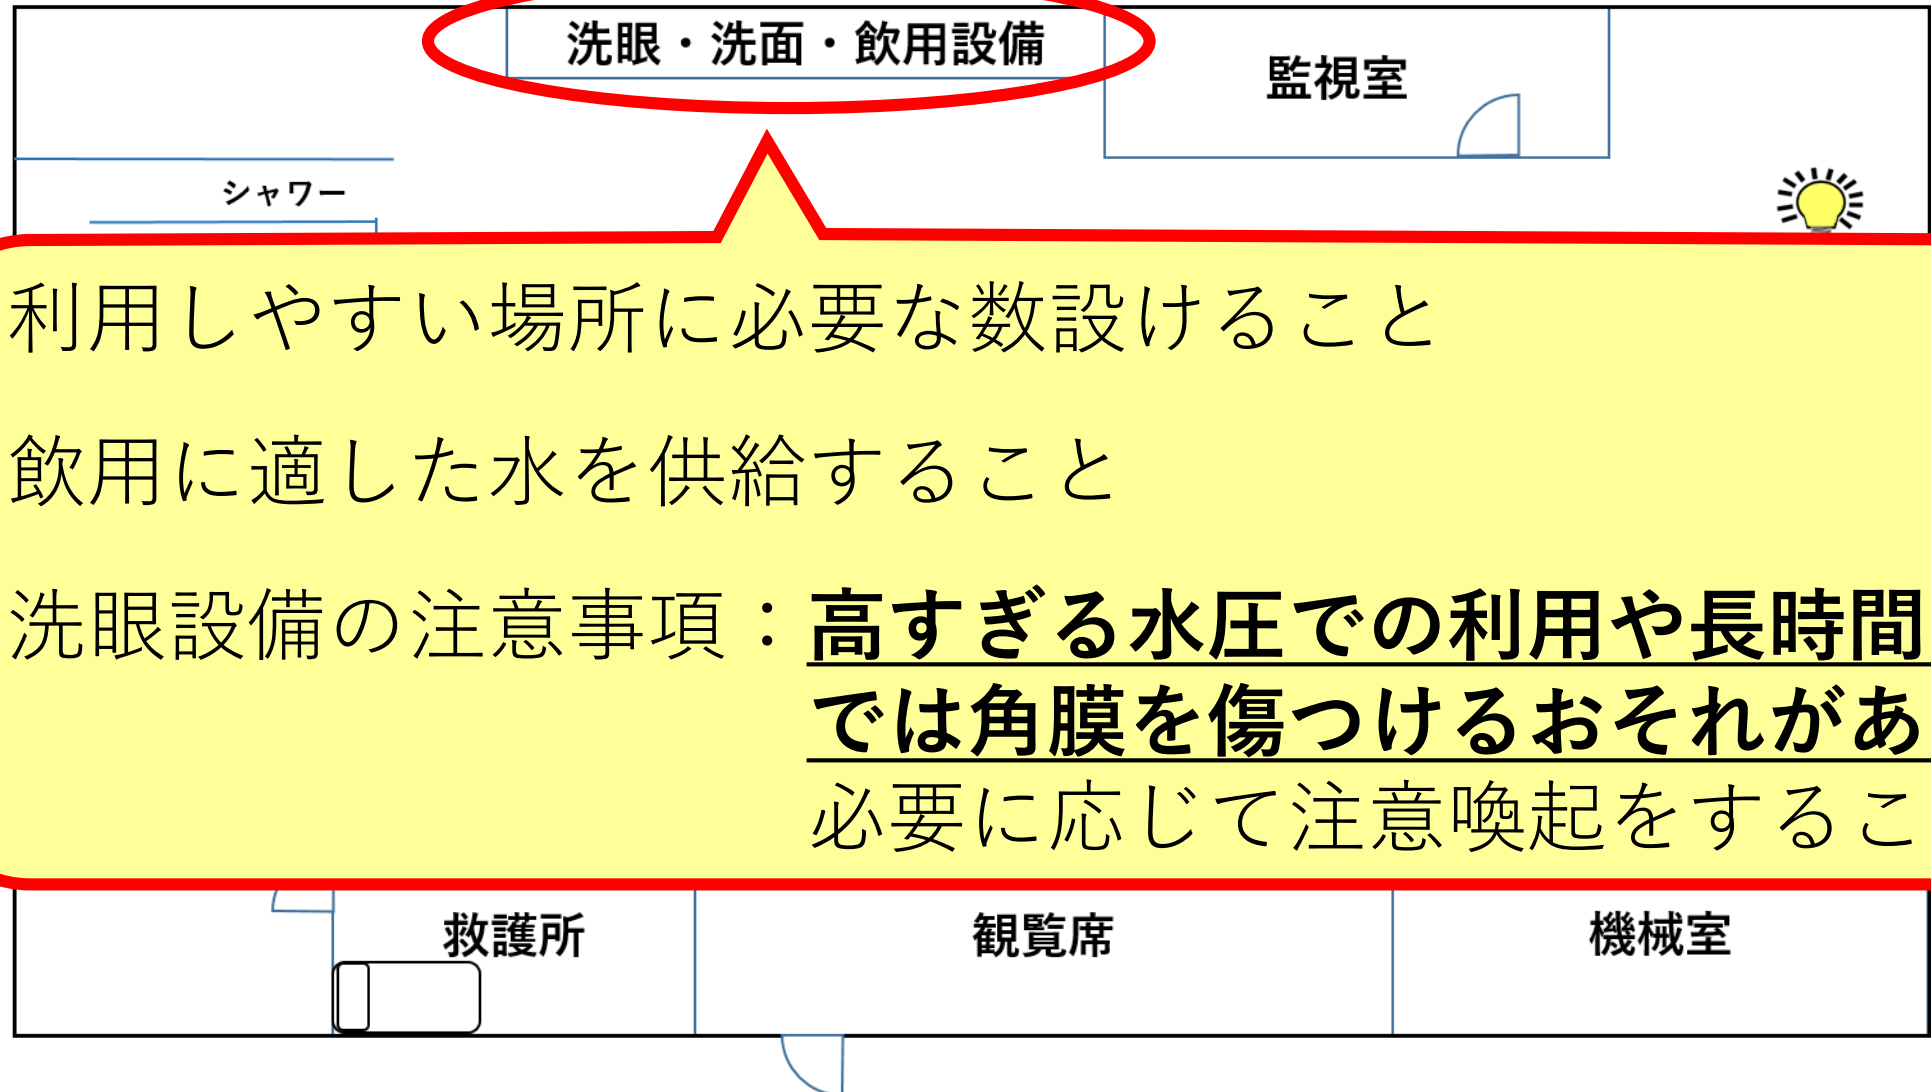 洗眼・洗面・飲用設備
監視室
シャワー
利用しやすい場所に必要な数設けること
飲用に適した水を供給すること
洗眼設備の注意事項：高すぎる水圧での利用や長時間
では角膜を傷つけるおそれがあ
必要に応じて注意喚起をするこ
救護所
観覧席
機械室